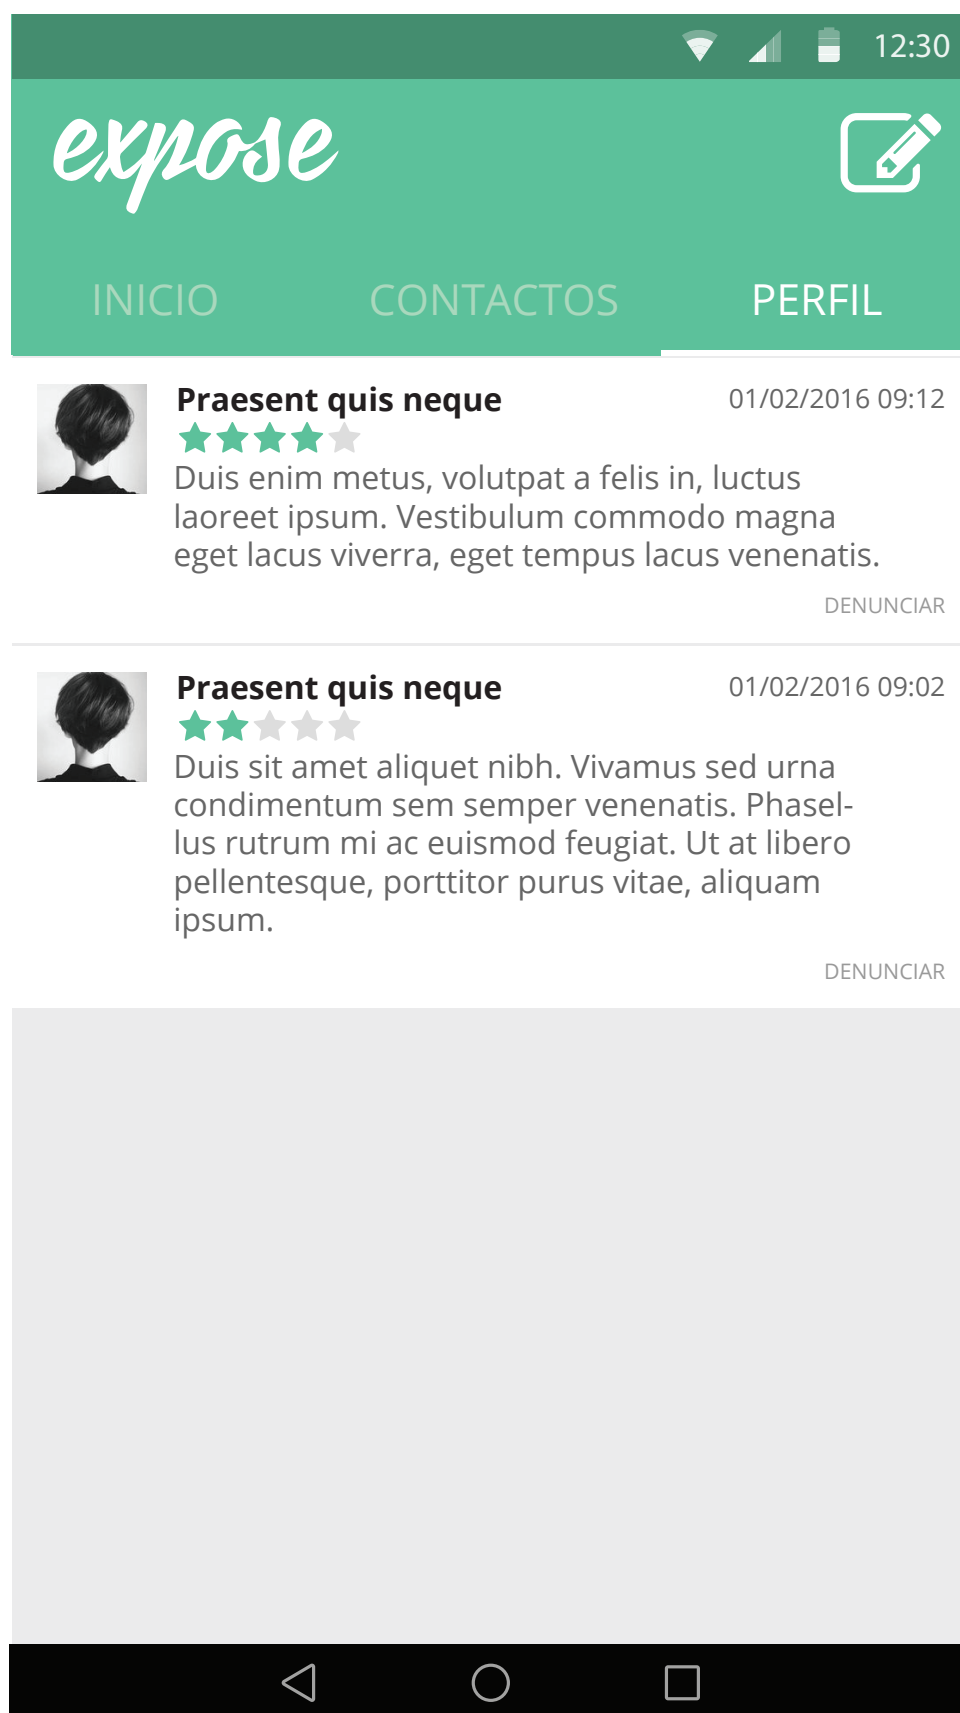 12:30
expose
INICIO CONTACTOS PERFIL
Praesent quis neque 01/02/2016 09:12
Duis enim metus, volutpat a felis in, luctus
laoreet ipsum. Vestibulum commodo magna
eget lacus viverra, eget tempus lacus venenatis.
DENUNCIAR
Praesent quis neque 01/02/2016 09:02
Duis sit amet aliquet nibh. Vivamus sed urna
condimentum sem semper venenatis. Phasel-
lus rutrum mi ac euismod feugiat. Ut at libero
pellentesque, porttitor purus vitae, aliquam
ipsum.
DENUNCIAR